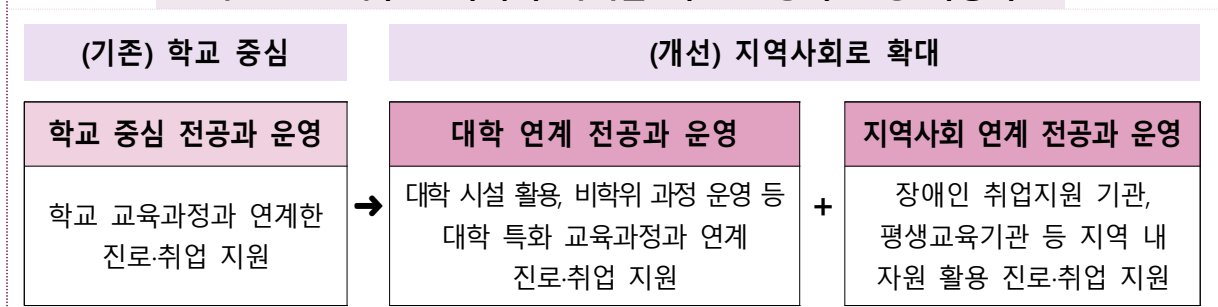 (기존) 학교 중심
(개선) 지역사회로 확대
학교 중심 전공과 운영
학교 교육과정과 연계한
진로·취업 지원
➜
대학 연계 전공과 운영
대학 시설 활용, 비학위 과정 운영 등
대학 특화 교육과정과 연계
진로·취업 지원
+
지역사회 연계 전공과 운영
장애인 취업지원 기관,
평생교육기관 등 지역 내
자원 활용 진로·취업 지원